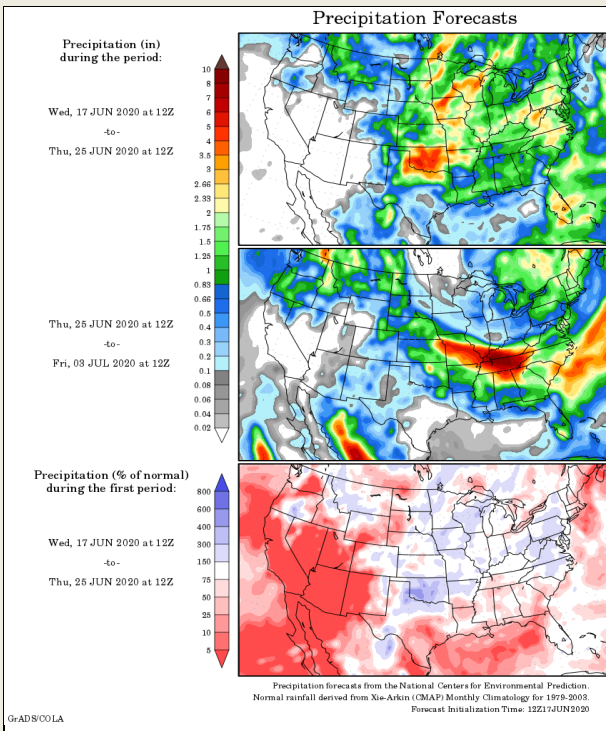 Precipitation Forecasts
Precipitation (in)
during the period:
Wed, 17 JUN 2020 at 12Z
-to-
Thu, 25 JUN 2020 at 12Z
10
8
7
6
5
4
3.5
3
2.66
2.33
2
1.75
1.5
1.25
1
0.83
0.66
0.5
0.4
0.3
0.2
0.1
0.08
0.06
0.04
0.02
Thu, 25 JUN 2020 at 12Z
-to-
Fri, 03 JUL 2020 at 12Z
Precipitation (% of normal)
during the first period:
Wed, 17 JUN 2020 at 12Z
-to-
Thu, 25 JUN 2020 at 12Z
800
600
400
300
150
75
50
25
10
5
Precipitation forecasts from the National Centers for Environmental Prediction.
Normal rainfall derived from Xie-Arkin (CMAP) Monthly Climatology for 1979-2003.
Forecast Initialization Time: 12Z17JUN2020
GrADS/COLA